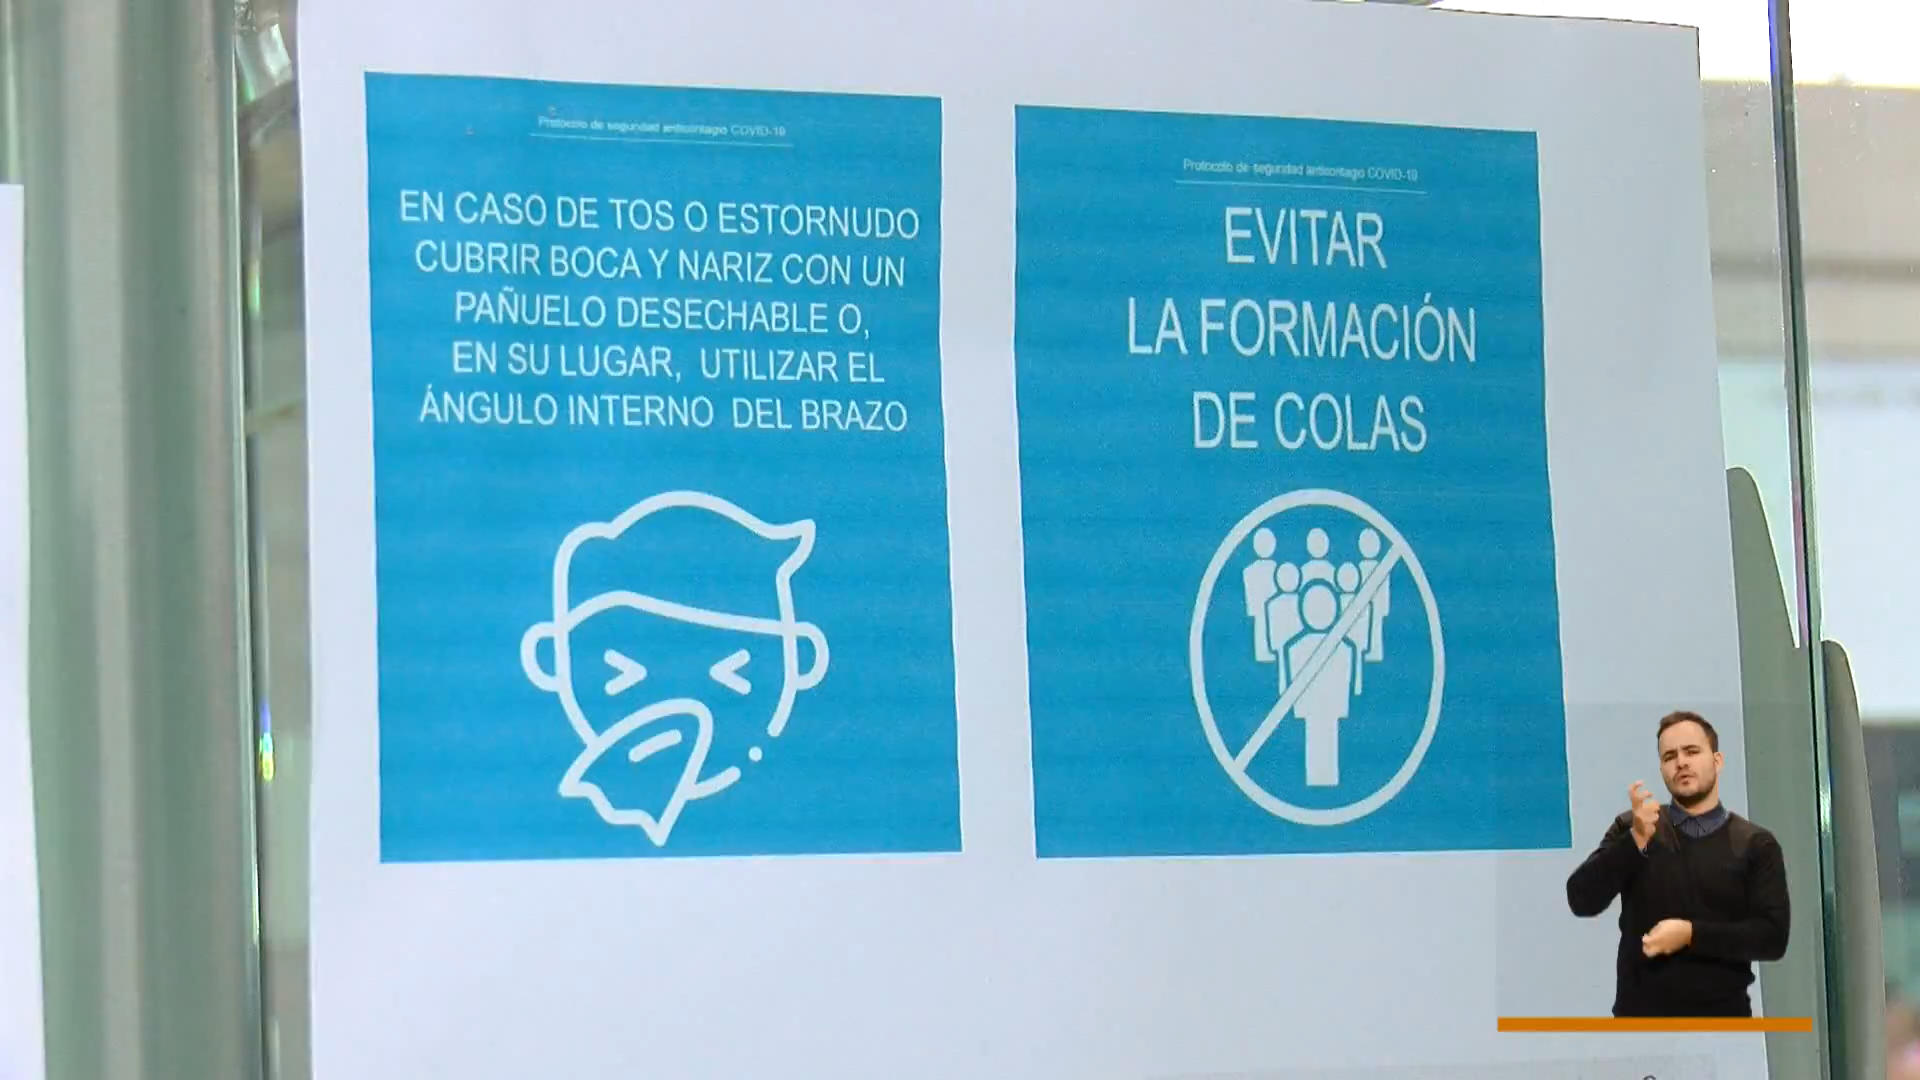 Protocolo de seguridad anticontagio COVID-19
EN CASO DE TOS O ESTORNUDO
CUBRIR BOCA Y NARIZ CON UN
PAÑUELO DESECHABLE O,
EN SU LUGAR, UTILIZAR EL
ÁNGULO INTERNO DEL BRAZO
Protocolo de seguridad anticontagio COVID-19
EVITAR
LA FORMACIÓN
DE COLAS